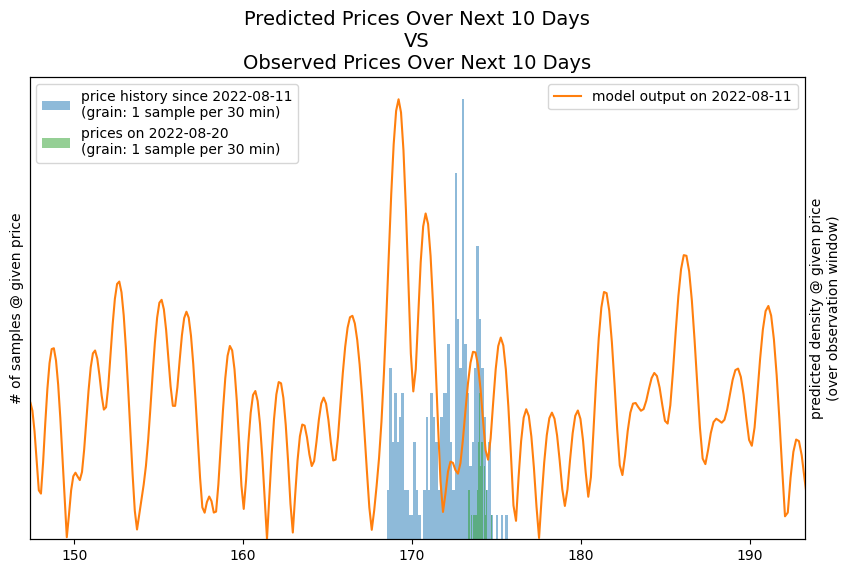 Predicted Prices Over Next 10 Days
VS
Observed Prices Over Next 10 Days
price history since 2022-08-11
(grain: 1 sample per 30 min)
prices on 2022-08-20
(grain: 1 sample per 30 min)
model output on 2022-08-11
# of samples @ given price
predicted density @ given price
(over observation window)
150
160
170
180
190